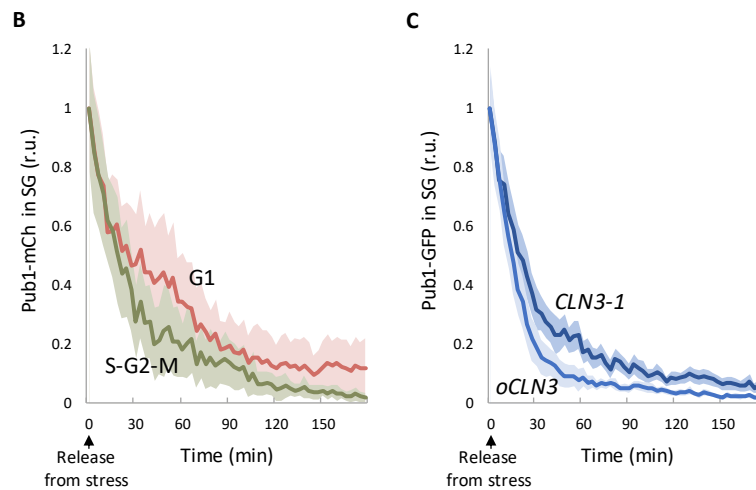 B
Pub1-mCh in SG (r.u.)
1.2
1
0.8
0.6
0.4
0.2
0
G1
S-G2-M
0 30 60 90 120 150
Time (min)
Release
from stress
C
Pub1-GFP in SG (r.u.)
1.2
1
0.8
0.6
0.4
0.2
0
CLN3-1
oCLN3
0 30 60 90 120 150
Time (min)
Release
from stress